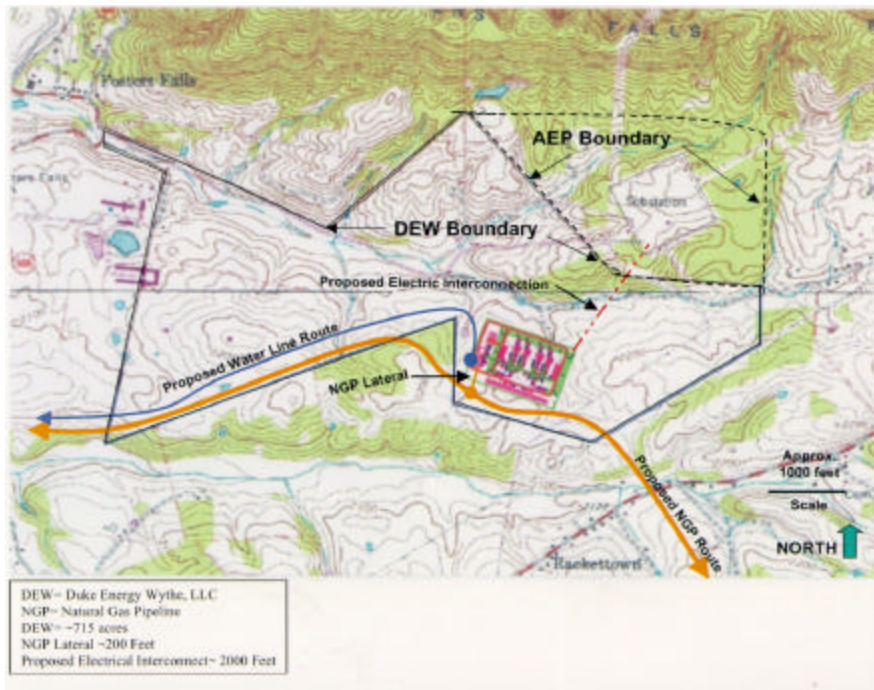 FALLS
Fosters Falls
AEP Boundary
Substation
DEW Boundary
Proposed Electric Interconnection
Proposed Water Line Route
NGP Lateral
Proposed NGP Route
Approx.
1000 feet
Scale
NORTH
Rackettown
DEW= Duke Energy Wythe, LLC
NGP= Natural Gas Pipeline
DEW= ~715 acres
NGP Lateral ~200 Feet
Proposed Electrical Interconnect~ 2000 Feet